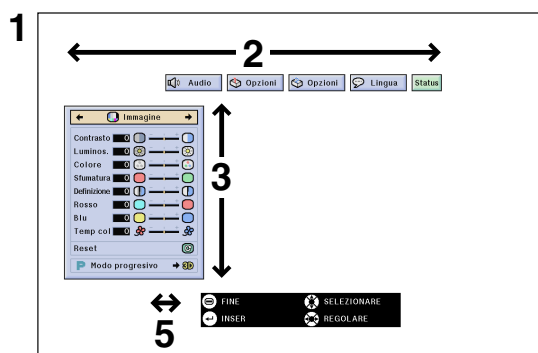 1
2
Audio Opzioni Opzioni Lingua Status
Immagine
3
Contrasto 0
Luminos. 0
Colore 0
Sfumatura 0
Definizione 0
Rosso 0
Blu 0
Temp col 0
Reset
P Modo progresivo 3D
5
FINE SELEZIONARE
INSER REGOLARE